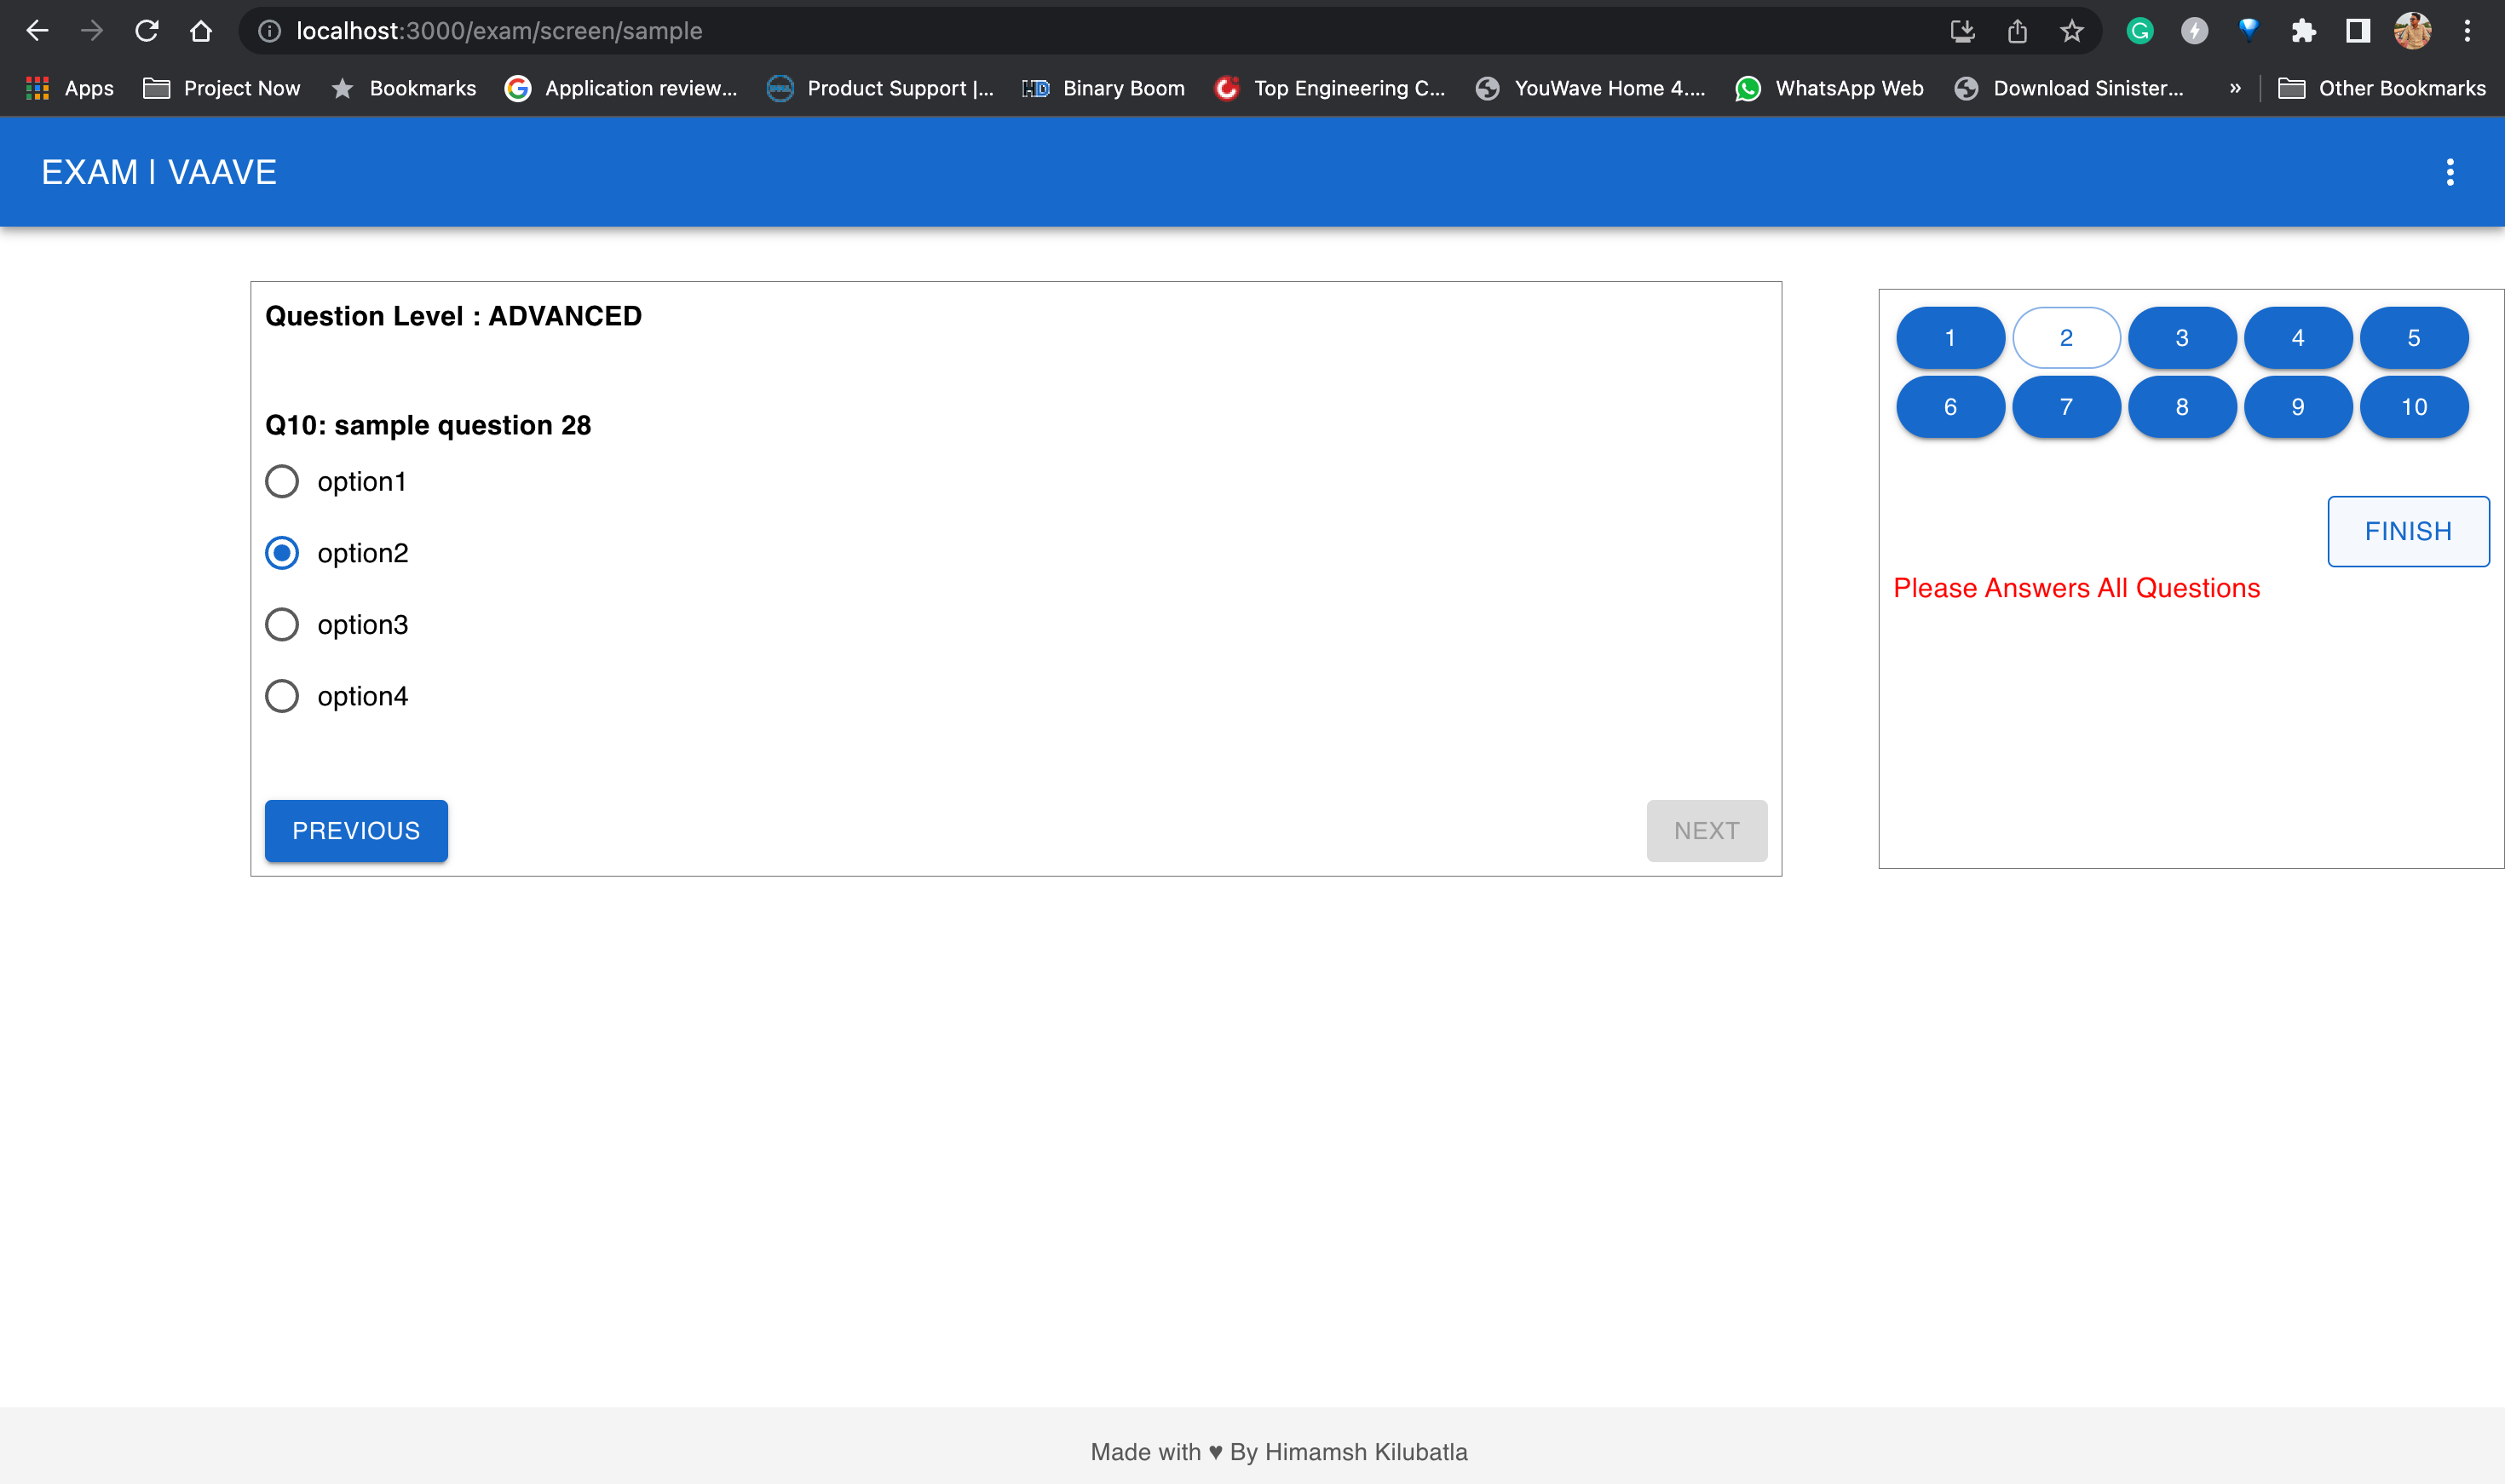 localhost:3000/exam/screen/sample
Apps Project Now Bookmarks Application review... Product Support |... Binary Boom Top Engineering C... YouWave Home 4.... WhatsApp Web Download Sinister... » Other Bookmarks
EXAM | VAAVE
Question Level : ADVANCED
Q10: sample question 28
option1
option2
option3
option4
PREVIOUS NEXT
1 2 3 4 5
6 7 8 9 10
FINISH
Please Answers All Questions
Made with ♥ By Himamsh Kilubatla